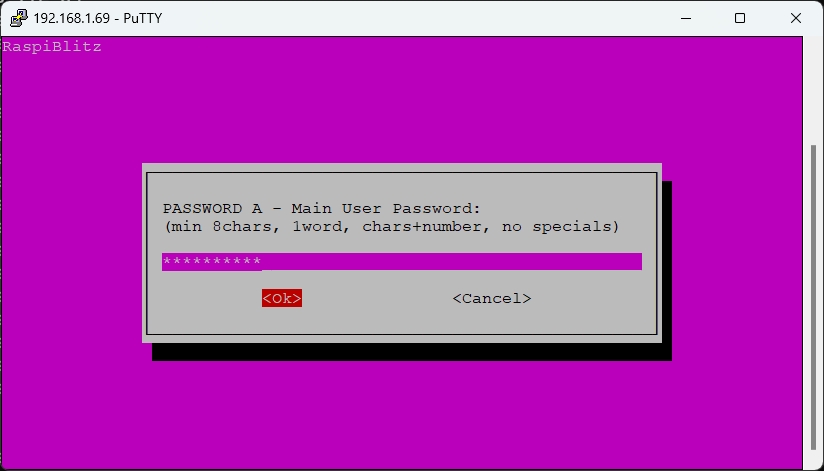 192.168.1.69 - PuTTY
RaspiBlitz
PASSWORD A - Main User Password:
(min 8chars, 1word, chars+number, no specials)
**********
<Ok> <Cancel>